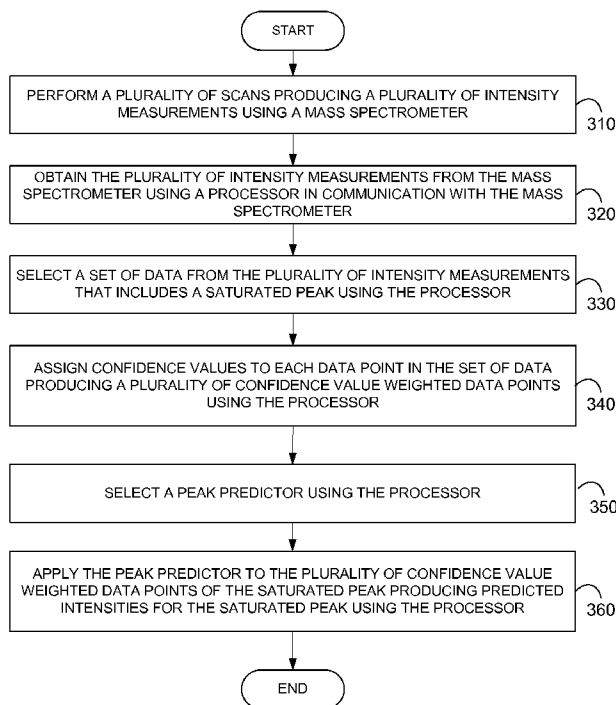 START
PERFORM A PLURALITY OF SCANS PRODUCING A PLURALITY OF INTENSITY
MEASUREMENTS USING A MASS SPECTROMETER
310
OBTAIN THE PLURALITY OF INTENSITY MEASUREMENTS FROM THE MASS
SPECTROMETER USING A PROCESSOR IN COMMUNICATION WITH THE MASS
SPECTROMETER
320
SELECT A SET OF DATA FROM THE PLURALITY OF INTENSITY MEASUREMENTS
THAT INCLUDES A SATURATED PEAK USING THE PROCESSOR
330
ASSIGN CONFIDENCE VALUES TO EACH DATA POINT IN THE SET OF DATA
PRODUCING A PLURALITY OF CONFIDENCE VALUE WEIGHTED DATA POINTS
USING THE PROCESSOR
340
SELECT A PEAK PREDICTOR USING THE PROCESSOR
350
APPLY THE PEAK PREDICTOR TO THE PLURALITY OF CONFIDENCE VALUE
WEIGHTED DATA POINTS OF THE SATURATED PEAK PRODUCING PREDICTED
INTENSITIES FOR THE SATURATED PEAK USING THE PROCESSOR
360
END